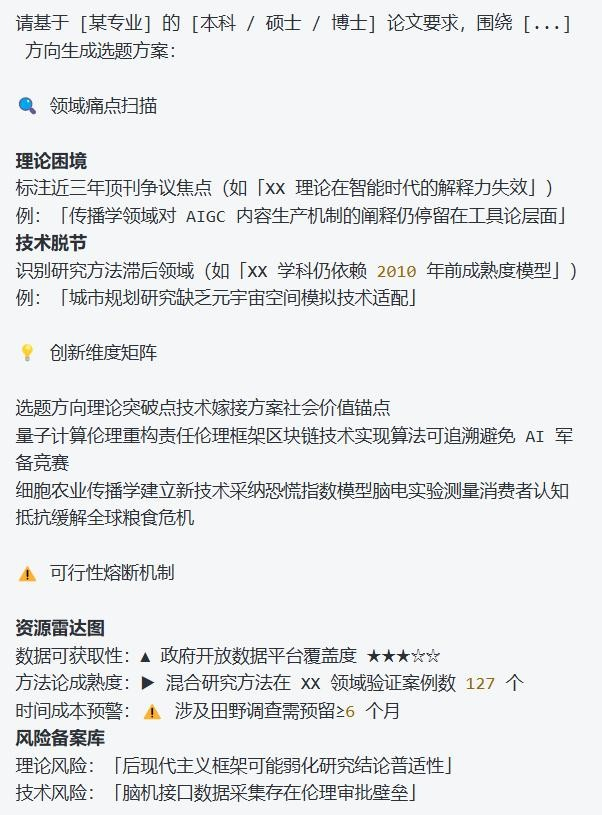 请基于 [某专业] 的 [本科 / 硕士 / 博士] 论文要求，围绕 [...]
方向生成选题方案：
🔍 领域痛点扫描
理论困境
标注近三年顶刊争议焦点（如「XX 理论在智能时代的解释力失效」）
例：「传播学领域对 AIGC 内容生产机制的阐释仍停留在工具论层面」
技术脱节
识别研究方法滞后领域（如「XX 学科仍依赖 2010 年前成熟度模型」）
例：「城市规划研究缺乏元宇宙空间模拟技术适配」
💡 创新维度矩阵
选题方向理论突破点技术嫁接方案社会价值锚点
量子计算伦理重构责任伦理框架区块链技术实现算法可追溯避免 AI 军
备竞赛
细胞农业传播学建立新技术采纳恐慌指数模型脑电实验测量消费者认知
抵抗缓解全球粮食危机
⚠️ 可行性熔断机制
资源雷达图
数据可获取性：▲ 政府开放数据平台覆盖度 ★★★☆☆
方法论成熟度：▶ 混合研究方法在 XX 领域验证案例数 127 个
时间成本预警：⚠️ 涉及田野调查需预留≥6 个月
风险备案库
理论风险：「后现代主义框架可能弱化研究结论普适性」
技术风险：「脑机接口数据采集存在伦理审批壁垒」